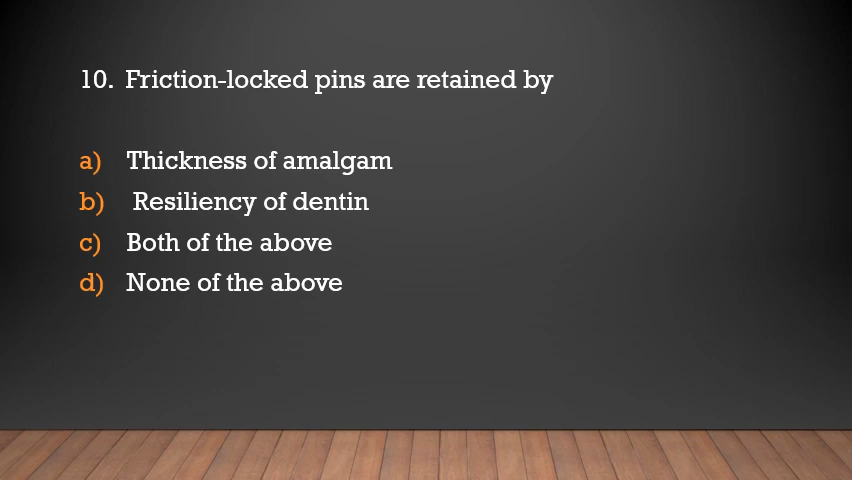 10. Friction-locked pins are retained by
a) Thickness of amalgam
b) Resiliency of dentin
c) Both of the above
d) None of the above